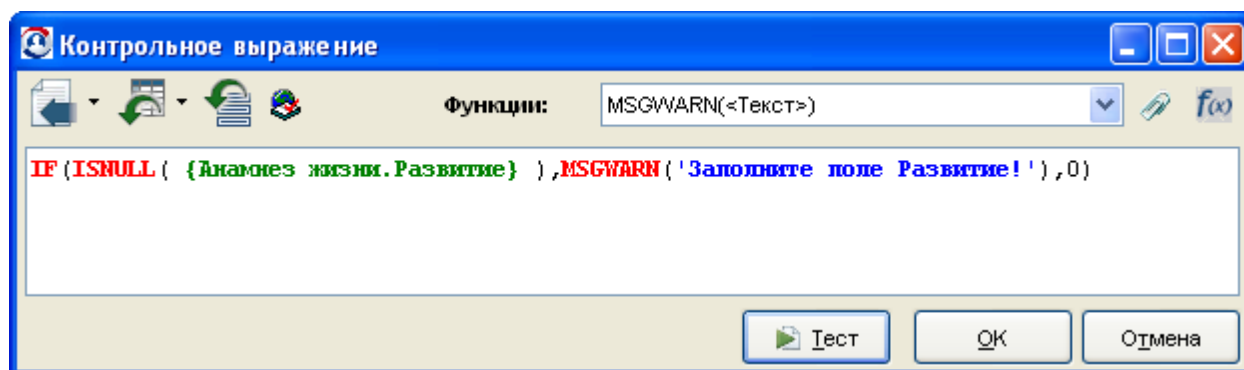 Контрольное выражение
Функции:
MSGWARN(<Текст>)
f(x)
IF(ISNULL( {Анамнез жизни.Развитие} ),MSGWARN('Заполните поле Развитие!'),0)
Тест
OK
Отмена